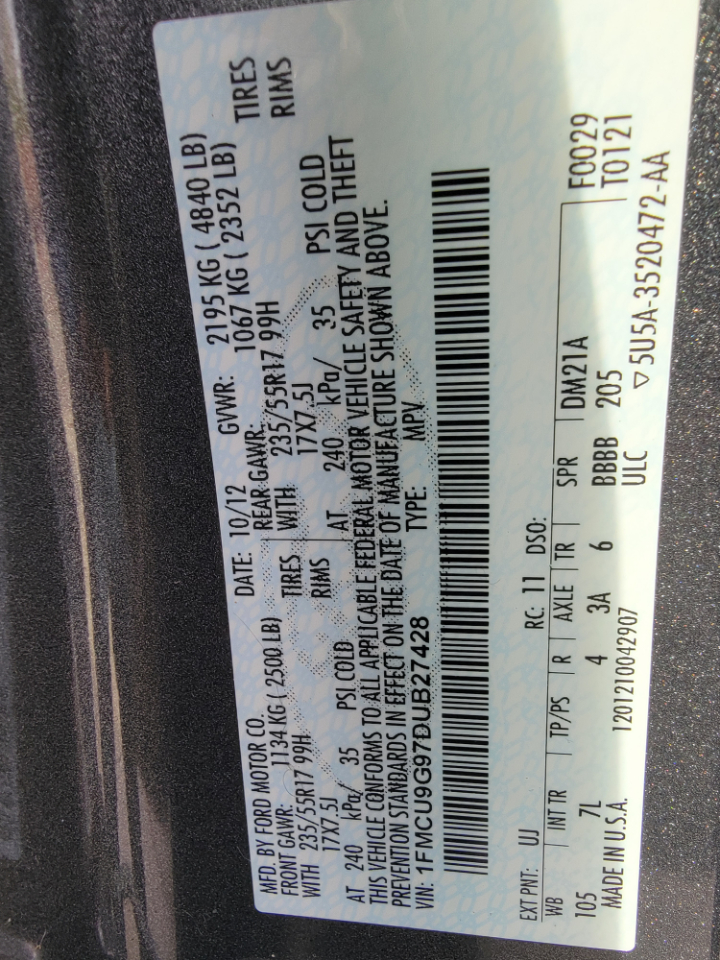 MFD. BY FORD MOTOR CO. DATE: 10/12 GVWR: 2195 KG ( 4840 LB)
FRONT GAWR: 1134 KG ( 2500 LB) REAR GAWR: 1067 KG ( 2352 LB)
WITH 235/55R17 99H TIRES WITH 235/55R17 99H TIRES
17X7.5J RIMS 17X7.5J RIMS
AT 240 kPa/ 35 PSI COLD AT 240 kPa/ 35 PSI COLD
THIS VEHICLE CONFORMS TO ALL APPLICABLE FEDERAL MOTOR VEHICLE SAFETY AND THEFT
PREVENTION STANDARDS IN EFFECT ON THE DATE OF MANUFACTURE SHOWN ABOVE.
VIN: 1FMCU9G97DUB27428 TYPE: MPV
EXT PNT: UJ RC: 11 DSO: F0029
WB INT TR TP/PS R AXLE TR SPR DM21A T0121
105 7L 4 3A 6 BBBB 205
MADE IN U.S.A. 1201210042907 ULC ▽5U5A-3520472-AA